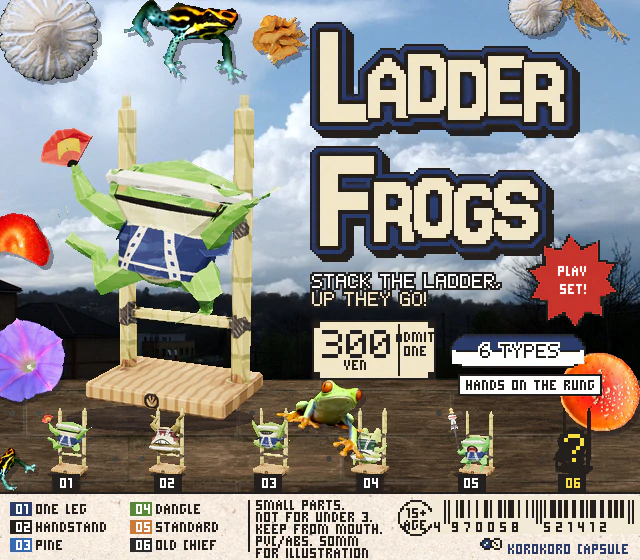 LADDER
FROGS
STACK THE LADDER,
UP THEY GO!
PLAY
SET!
300
YEN
ADMIT
ONE
6 TYPES
HANDS ON THE RUNG
01
02
03
04
05
?
06
01 ONE LEG
02 HANDSTAND
03 PINE
04 DANGLE
05 STANDARD
06 OLD CHIEF
SMALL PARTS.
NOT FOR UNDER 3.
KEEP FROM MOUTH.
PVC/ABS. 50MM
FOR ILLUSTRATION
15+
AGE
4 970058 521412
KOROKORO CAPSULE